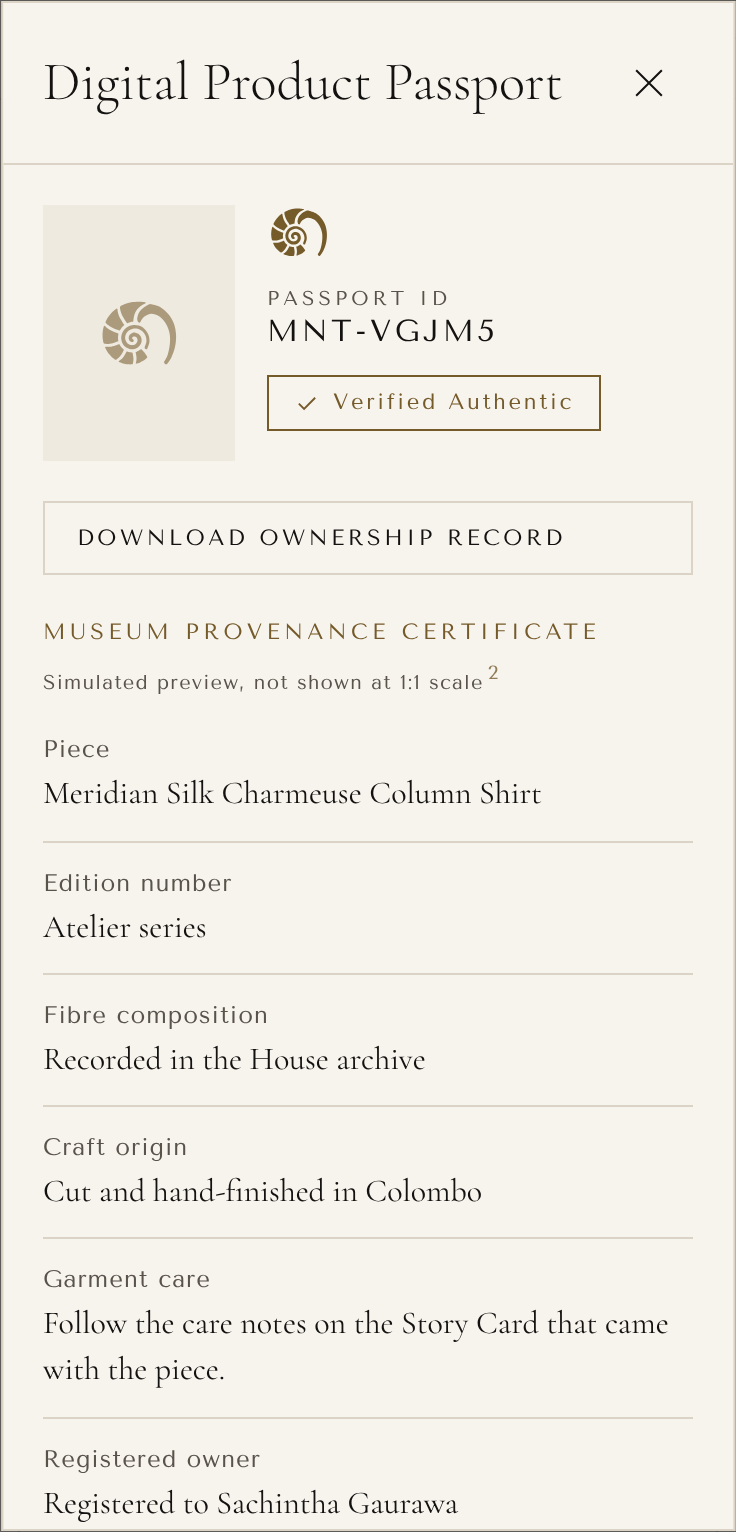 Digital Product Passport
PASSPORT ID
MNT-VGJM5
Verified Authentic
DOWNLOAD OWNERSHIP RECORD
MUSEUM PROVENANCE CERTIFICATE
Simulated preview, not shown at 1:1 scale 2
Piece
Meridian Silk Charmeuse Column Shirt
Edition number
Atelier series
Fibre composition
Recorded in the House archive
Craft origin
Cut and hand-finished in Colombo
Garment care
Follow the care notes on the Story Card that came
with the piece.
Registered owner
Registered to Sachintha Gaurawa